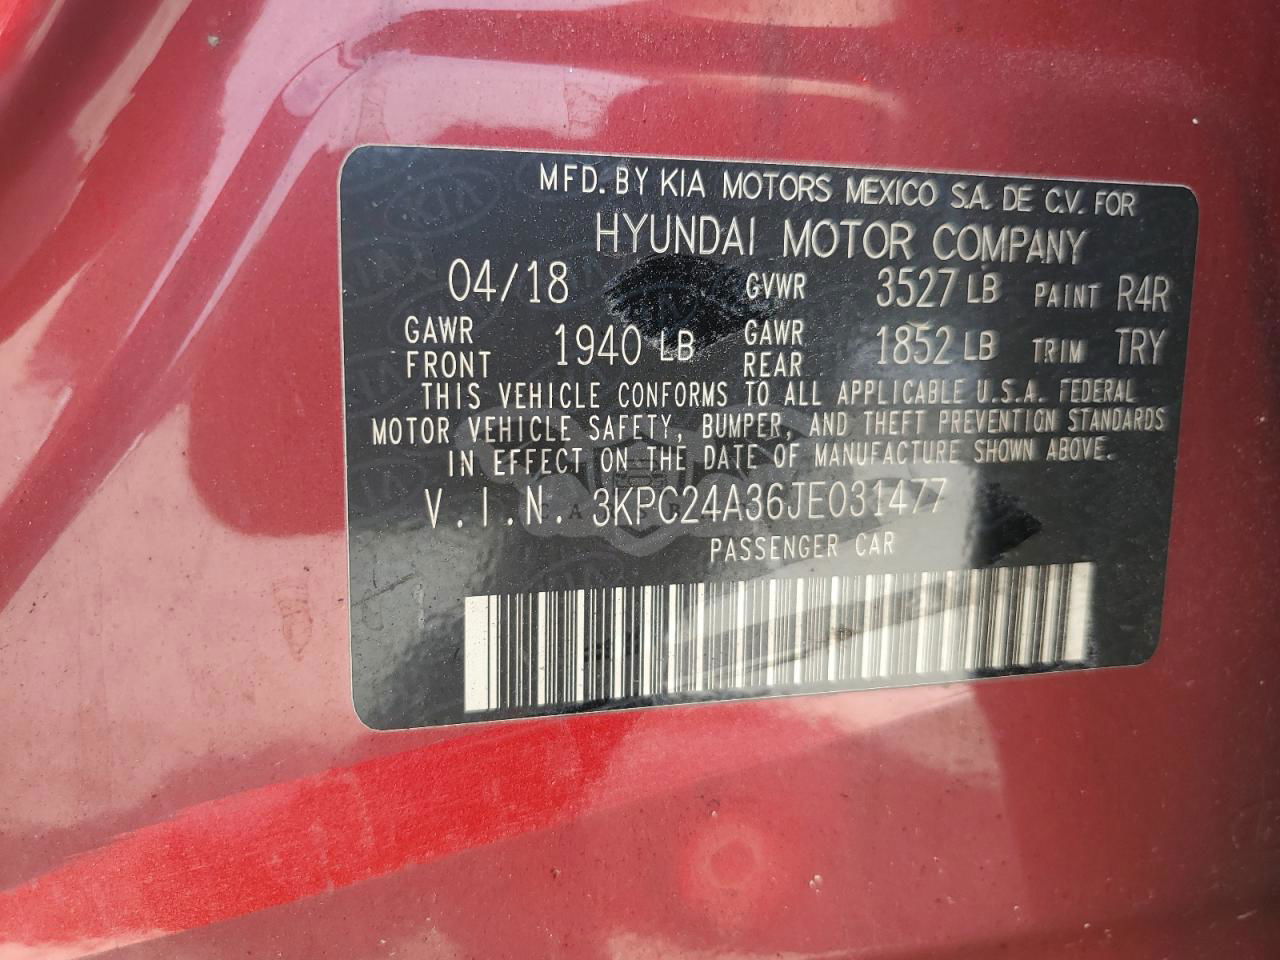 MFD. BY KIA MOTORS MEXICO S.A. DE C.V. FOR
HYUNDAI MOTOR COMPANY
04/18 GVWR 3527 LB PAINT R4R
GAWR FRONT 1940 LB GAWR REAR 1852 LB TRIM TRY
THIS VEHICLE CONFORMS TO ALL APPLICABLE U.S.A. FEDERAL
MOTOR VEHICLE SAFETY, BUMPER, AND THEFT PREVENTION STANDARDS
IN EFFECT ON THE DATE OF MANUFACTURE SHOWN ABOVE.
V.I.N. 3KPC24A36JE031477
PASSENGER CAR